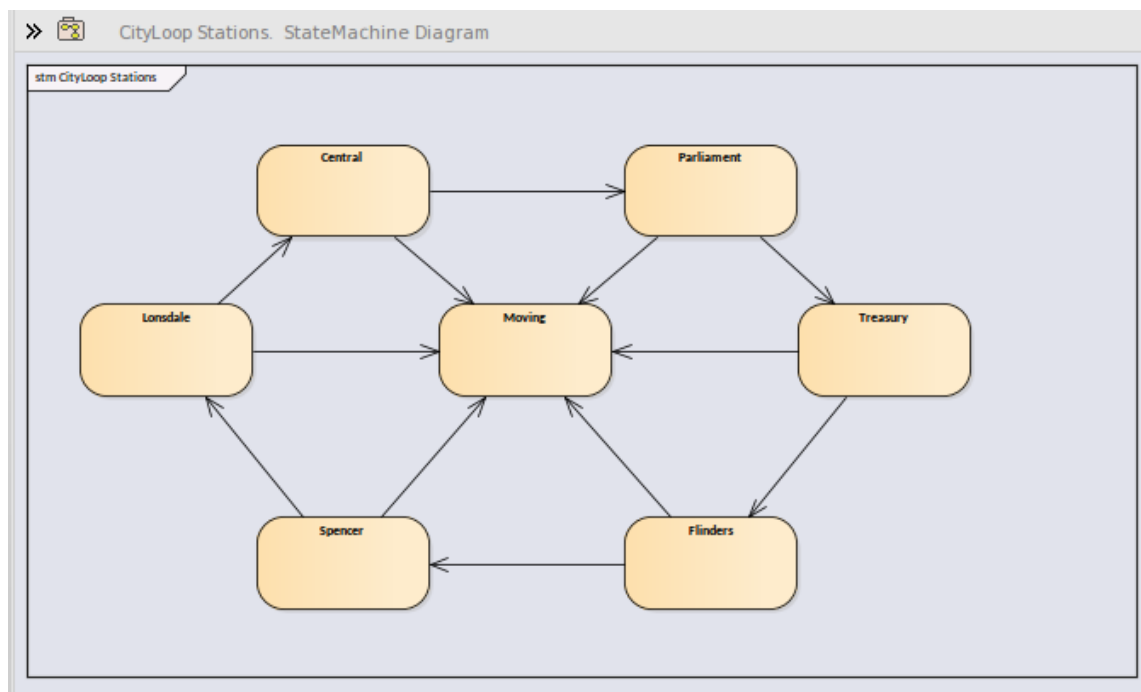 CityLoop Stations. StateMachine Diagram
stm CityLoop Stations
Central
Parliament
Lonsdale
Moving
Treasury
Spencer
Flinders